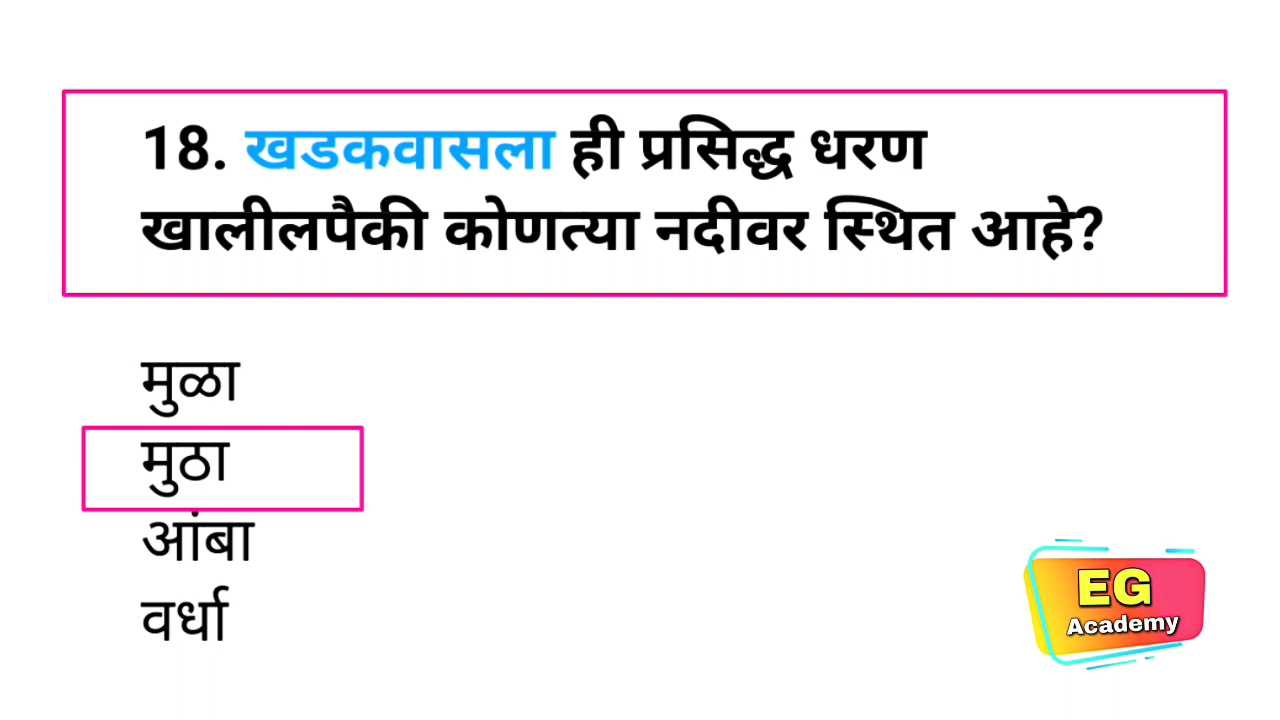 18. खडकवासला ही प्रसिद्ध धरण
खालीलपैकी कोणत्या नदीवर स्थित आहे?
मुळा
मुठा
आंबा
वर्धा
EG
Academy